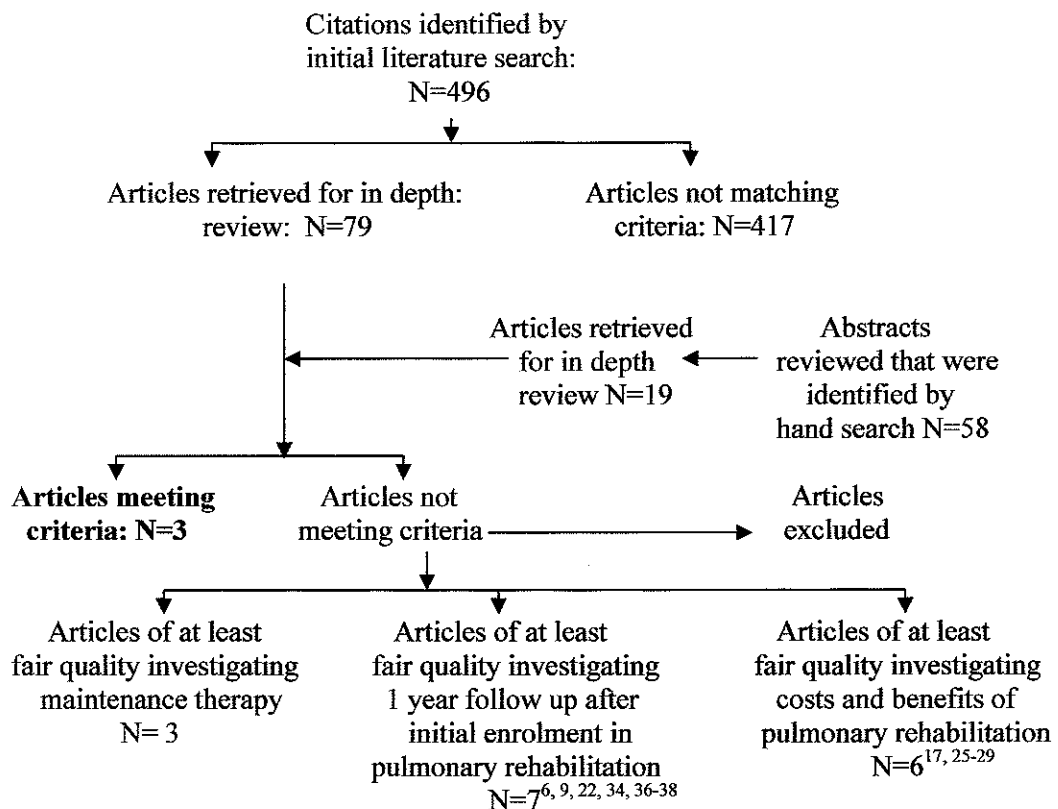 Citations identified by
initial literature search:
N=496
Articles retrieved for in depth:
review: N=79
Articles not matching
criteria: N=417
Articles retrieved
for in depth
review N=19
Abstracts
reviewed that were
identified by
hand search N=58
Articles meeting
criteria: N=3
Articles not
meeting criteria
Articles
excluded
Articles of at least
fair quality investigating
maintenance therapy
N= 3
Articles of at least
fair quality investigating
1 year follow up after
initial enrolment in
pulmonary rehabilitation
N=76, 9, 22, 34, 36-38
Articles of at least
fair quality investigating
costs and benefits of
pulmonary rehabilitation
N=617, 25-29